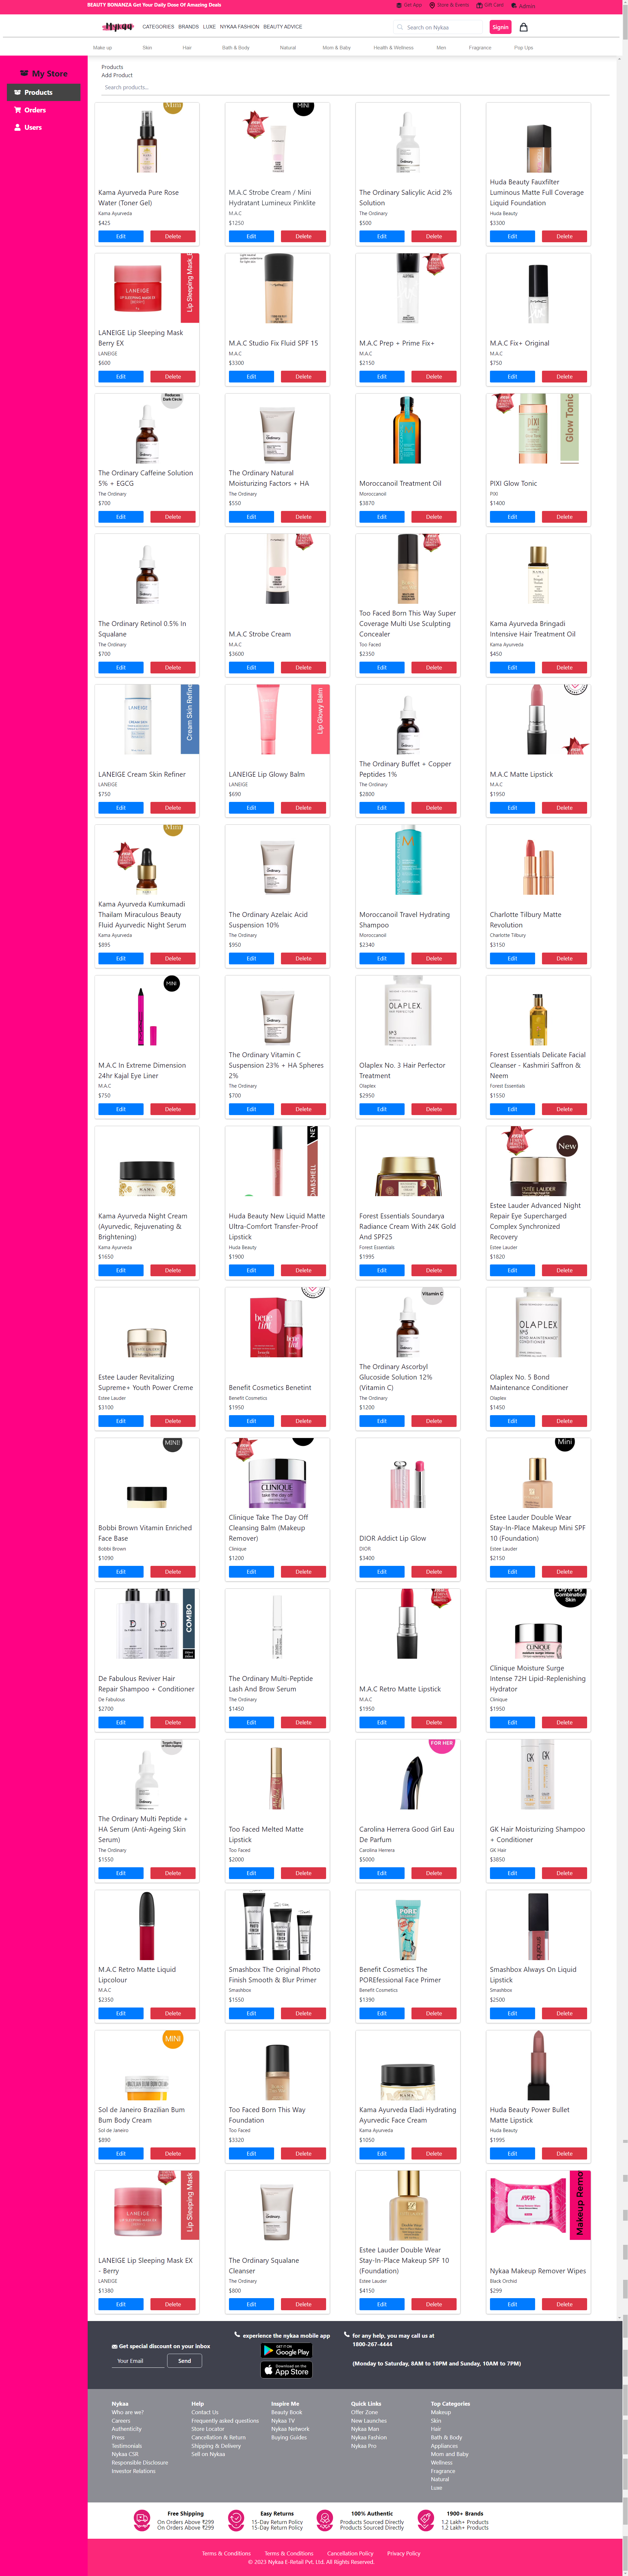 BEAUTY BONANZA Get Your Daily Dose Of Amazing Deals
Get App
Store & Events
Gift Card
Admin
Nykaa
CATEGORIES BRANDS LUXE NYKAA FASHION BEAUTY ADVICE
Search on Nykaa
Signin
Make up Skin Hair Bath & Body Natural Mom & Baby Health & Wellness Men Fragrance Pop Ups
My Store
Products
Orders
Users
Products
Add Product
Search products...
Kama Ayurveda Pure Rose
Water (Toner Gel)
Kama Ayurveda
$425
Edit Delete
M.A.C Strobe Cream / Mini
Hydratant Lumineux Pinklite
M.A.C
$1250
Edit Delete
The Ordinary Salicylic Acid 2%
Solution
The Ordinary
$500
Edit Delete
Huda Beauty Fauxfilter
Luminous Matte Full Coverage
Liquid Foundation
Huda Beauty
$3300
Edit Delete
LANEIGE Lip Sleeping Mask
Berry EX
LANEIGE
$600
Edit Delete
M.A.C Studio Fix Fluid SPF 15
M.A.C
$3300
Edit Delete
M.A.C Prep + Prime Fix+
M.A.C
$2150
Edit Delete
M.A.C Fix+ Original
M.A.C
$750
Edit Delete
The Ordinary Caffeine Solution
5% + EGCG
The Ordinary
$700
Edit Delete
The Ordinary Natural
Moisturizing Factors + HA
The Ordinary
$550
Edit Delete
Moroccanoil Treatment Oil
Moroccanoil
$3870
Edit Delete
PIXI Glow Tonic
PIXI
$1400
Edit Delete
The Ordinary Retinol 0.5% In
Squalane
The Ordinary
$700
Edit Delete
M.A.C Strobe Cream
M.A.C
$3600
Edit Delete
Too Faced Born This Way Super
Coverage Multi Use Sculpting
Concealer
Too Faced
$2350
Edit Delete
Kama Ayurveda Bringadi
Intensive Hair Treatment Oil
Kama Ayurveda
$450
Edit Delete
LANEIGE Cream Skin Refiner
LANEIGE
$750
Edit Delete
LANEIGE Lip Glowy Balm
LANEIGE
$690
Edit Delete
The Ordinary Buffet + Copper
Peptides 1%
The Ordinary
$2800
Edit Delete
M.A.C Matte Lipstick
M.A.C
$1950
Edit Delete
Kama Ayurveda Kumkumadi
Thailam Miraculous Beauty
Fluid Ayurvedic Night Serum
Kama Ayurveda
$895
Edit Delete
The Ordinary Azelaic Acid
Suspension 10%
The Ordinary
$950
Edit Delete
Moroccanoil Travel Hydrating
Shampoo
Moroccanoil
$2340
Edit Delete
Charlotte Tilbury Matte
Revolution
Charlotte Tilbury
$3150
Edit Delete
M.A.C In Extreme Dimension
24hr Kajal Eye Liner
M.A.C
$750
Edit Delete
The Ordinary Vitamin C
Suspension 23% + HA Spheres
2%
The Ordinary
$700
Edit Delete
Olaplex No. 3 Hair Perfector
Treatment
Olaplex
$2950
Edit Delete
Forest Essentials Delicate Facial
Cleanser - Kashmiri Saffron &
Neem
Forest Essentials
$1550
Edit Delete
Kama Ayurveda Night Cream
(Ayurvedic, Rejuvenating &
Brightening)
Kama Ayurveda
$1650
Edit Delete
Huda Beauty New Liquid Matte
Ultra-Comfort Transfer-Proof
Lipstick
Huda Beauty
$1900
Edit Delete
Forest Essentials Soundarya
Radiance Cream With 24K Gold
And SPF25
Forest Essentials
$1995
Edit Delete
Estee Lauder Advanced Night
Repair Eye Supercharged
Complex Synchronized
Recovery
Estee Lauder
$1820
Edit Delete
Estee Lauder Revitalizing
Supreme+ Youth Power Creme
Estee Lauder
$3100
Edit Delete
Benefit Cosmetics Benetint
Benefit Cosmetics
$1950
Edit Delete
The Ordinary Ascorbyl
Glucoside Solution 12%
(Vitamin C)
The Ordinary
$1200
Edit Delete
Olaplex No. 5 Bond
Maintenance Conditioner
Olaplex
$1450
Edit Delete
Bobbi Brown Vitamin Enriched
Face Base
Bobbi Brown
$1090
Edit Delete
Clinique Take The Day Off
Cleansing Balm (Makeup
Remover)
Clinique
$1200
Edit Delete
DIOR Addict Lip Glow
DIOR
$3400
Edit Delete
Estee Lauder Double Wear
Stay-In-Place Makeup Mini SPF
10 (Foundation)
Estee Lauder
$2150
Edit Delete
De Fabulous Reviver Hair
Repair Shampoo + Conditioner
De Fabulous
$2700
Edit Delete
The Ordinary Multi-Peptide
Lash And Brow Serum
The Ordinary
$1450
Edit Delete
M.A.C Retro Matte Lipstick
M.A.C
$1950
Edit Delete
Clinique Moisture Surge
Intense 72H Lipid-Replenishing
Hydrator
Clinique
$1950
Edit Delete
The Ordinary Multi Peptide +
HA Serum (Anti-Ageing Skin
Serum)
The Ordinary
$1550
Edit Delete
Too Faced Melted Matte
Lipstick
Too Faced
$2000
Edit Delete
Carolina Herrera Good Girl Eau
De Parfum
Carolina Herrera
$5000
Edit Delete
GK Hair Moisturizing Shampoo
+ Conditioner
GK Hair
$3850
Edit Delete
M.A.C Retro Matte Liquid
Lipcolour
M.A.C
$2350
Edit Delete
Smashbox The Original Photo
Finish Smooth & Blur Primer
Smashbox
$1550
Edit Delete
Benefit Cosmetics The
POREfessional Face Primer
Benefit Cosmetics
$1390
Edit Delete
Smashbox Always On Liquid
Lipstick
Smashbox
$2500
Edit Delete
Sol de Janeiro Brazilian Bum
Bum Body Cream
Sol de Janeiro
$890
Edit Delete
Too Faced Born This Way
Foundation
Too Faced
$3320
Edit Delete
Kama Ayurveda Eladi Hydrating
Ayurvedic Face Cream
Kama Ayurveda
$1050
Edit Delete
Huda Beauty Power Bullet
Matte Lipstick
Huda Beauty
$1995
Edit Delete
LANEIGE Lip Sleeping Mask EX
- Berry
LANEIGE
$1380
Edit Delete
The Ordinary Squalane
Cleanser
The Ordinary
$800
Edit Delete
Estee Lauder Double Wear
Stay-In-Place Makeup SPF 10
(Foundation)
Estee Lauder
$4150
Edit Delete
Nykaa Makeup Remover Wipes
Black Orchid
$299
Edit Delete
Get special discount on your inbox
Your Email
Send
experience the nykaa mobile app
GET IT ON
Google Play
Download on the
App Store
for any help, you may call us at
1800-267-4444
(Monday to Saturday, 8AM to 10PM and Sunday, 10AM to 7PM)
Nykaa
Who are we?
Careers
Authenticity
Press
Testimonials
Nykaa CSR
Responsible Disclosure
Investor Relations
Help
Contact Us
Frequently asked questions
Store Locator
Cancellation & Return
Shipping & Delivery
Sell on Nykaa
Inspire Me
Beauty Book
Nykaa TV
Nykaa Network
Buying Guides
Quick Links
Offer Zone
New Launches
Nykaa Man
Nykaa Fashion
Nykaa Pro
Top Categories
Makeup
Skin
Hair
Bath & Body
Appliances
Mom and Baby
Wellness
Fragrance
Natural
Luxe
Free Shipping
On Orders Above ₹299
On Orders Above ₹299
Easy Returns
15-Day Return Policy
15-Day Return Policy
100% Authentic
Products Sourced Directly
Products Sourced Directly
1900+ Brands
1.2 Lakh+ Products
1.2 Lakh+ Products
Terms & Conditions Terms & Conditions Cancellation Policy Privacy Policy
© 2023 Nykaa E-Retail Pvt. Ltd. All Rights Reserved.